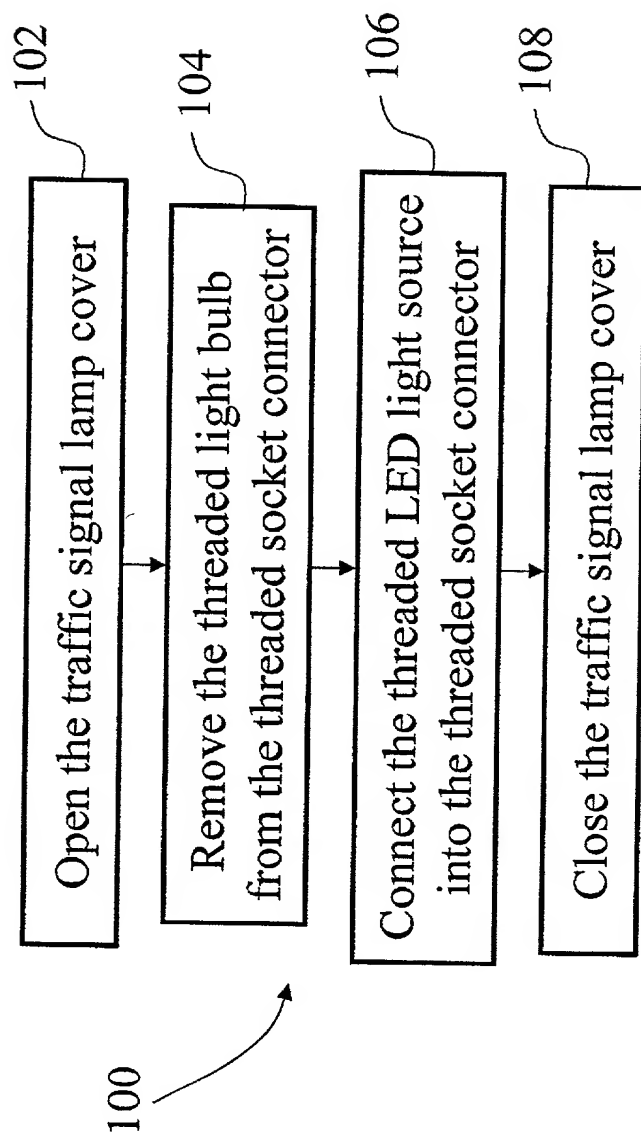 100
102
Open the traffic signal lamp cover
104
Remove the threaded light bulb
from the threaded socket connector
106
Connect the threaded LED light source
into the threaded socket connector
108
Close the traffic signal lamp cover